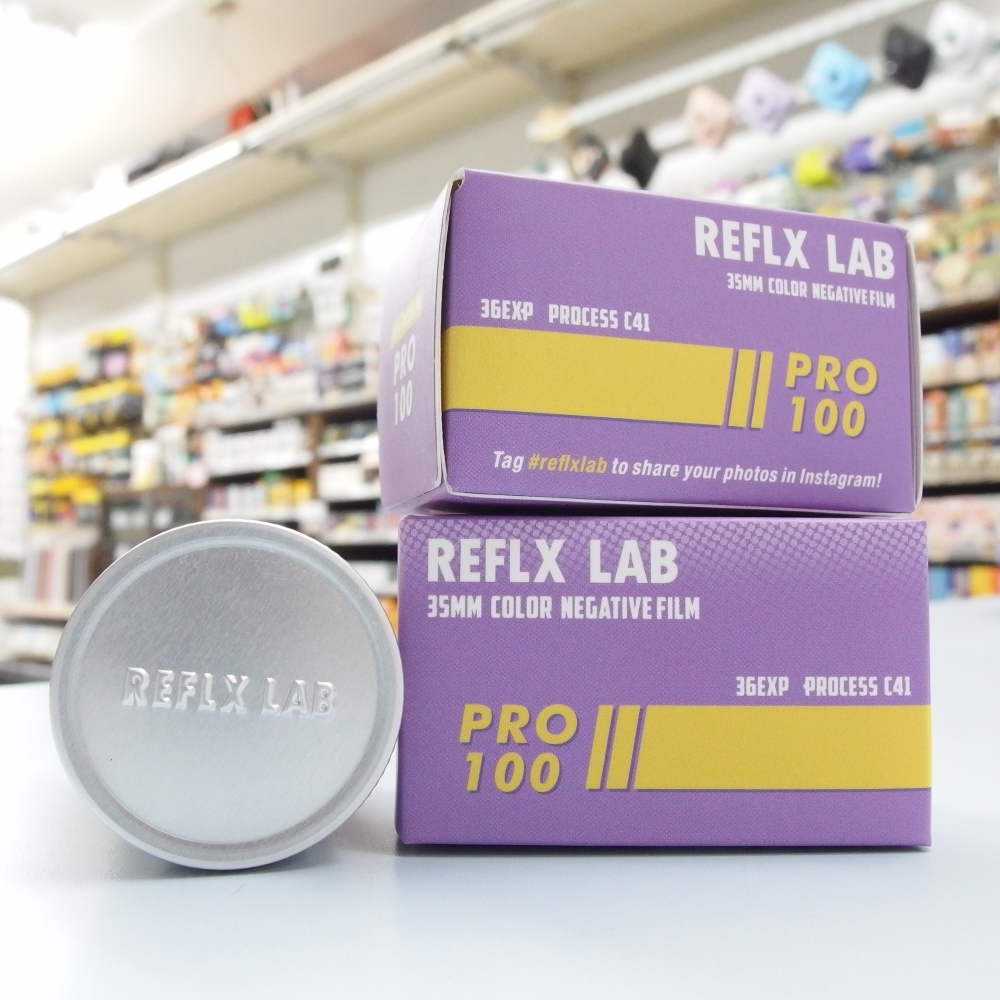 REFLX LAB
35MM COLOR NEGATIVE FILM
36EXP PROCESS C41
PRO
100
Tag #reflxlab to share your photos in Instagram!
PRO
100
REFLX LAB
35MM COLOR NEGATIVE FILM
36EXP PROCESS C41
PRO
100
REFLX LAB